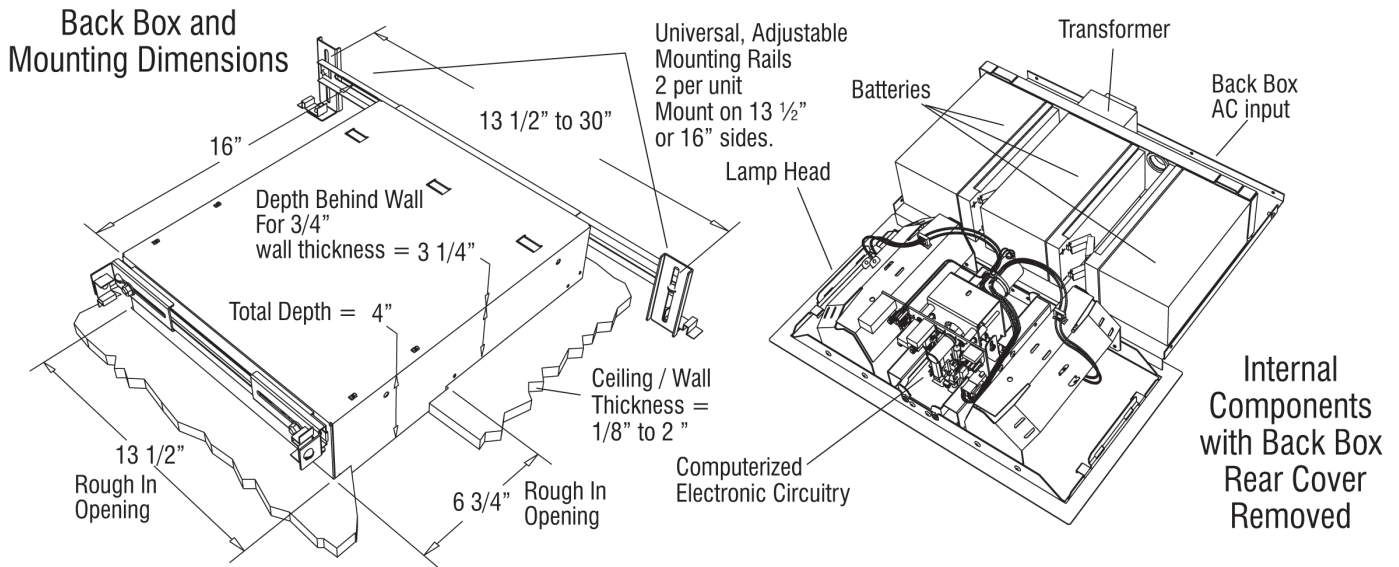 Back Box and
Mounting Dimensions
16”
13 1/2” to 30”
Universal, Adjustable
Mounting Rails
2 per unit
Mount on 13 ½”
or 16” sides.
Depth Behind Wall
For 3/4”
wall thickness = 3 1/4”
Total Depth = 4”
Ceiling / Wall
Thickness =
1/8” to 2 ”
13 1/2”
Rough In
Opening
6 3/4”
Rough In
Opening
Transformer
Batteries
Back Box
AC input
Lamp Head
Computerized
Electronic Circuitry
Internal
Components
with Back Box
Rear Cover
Removed